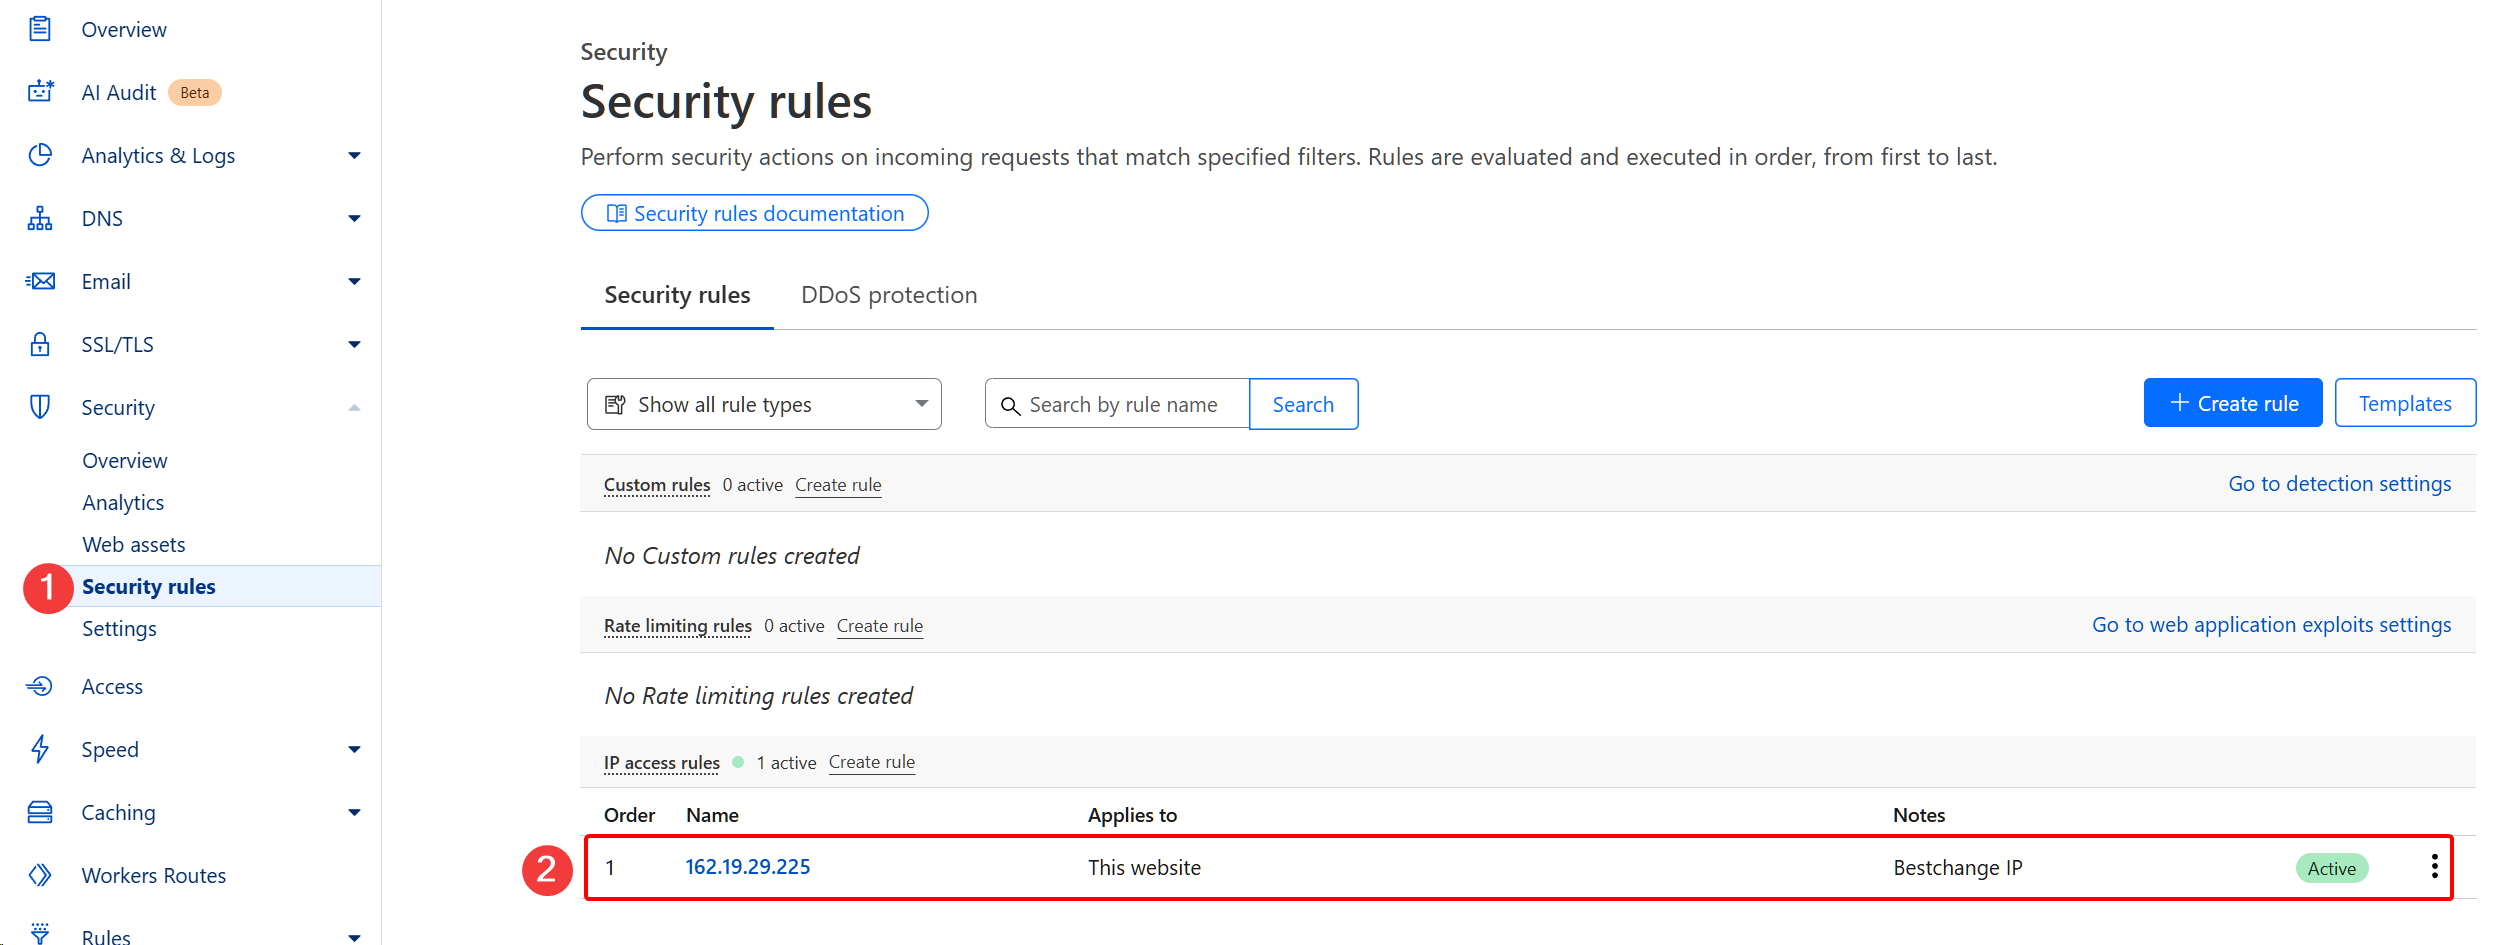 Overview
AI Audit Beta
Analytics & Logs
DNS
Email
SSL/TLS
Security
Overview
Analytics
Web assets
1 Security rules
Settings
Access
Speed
Caching
Workers Routes
Rules
Security
Security rules
Perform security actions on incoming requests that match specified filters. Rules are evaluated and executed in order, from first to last.
Security rules documentation
Security rules DDoS protection
Show all rule types Search by rule name Search + Create rule Templates
Custom rules 0 active Create rule Go to detection settings
No Custom rules created
Rate limiting rules 0 active Create rule Go to web application exploits settings
No Rate limiting rules created
IP access rules 1 active Create rule
Order Name Applies to Notes
2 1 162.19.29.225 This website Bestchange IP Active